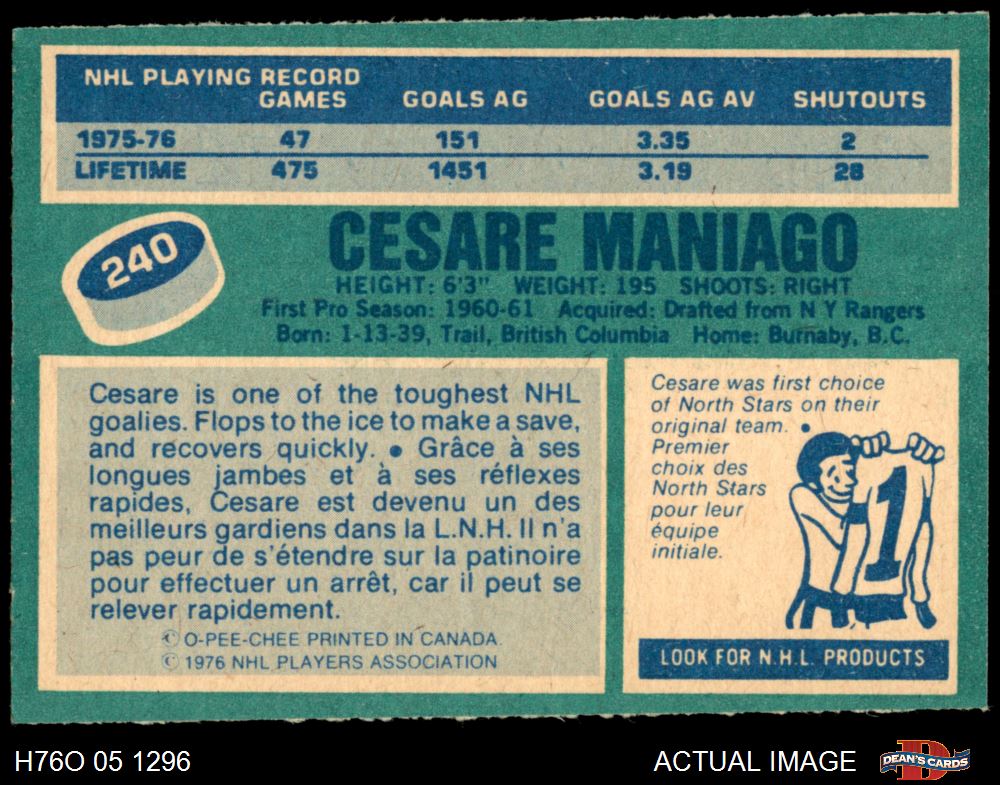 NHL PLAYING RECORD
GAMES GOALS AG GOALS AG AV SHUTOUTS
1975-76 47 151 3.35 2
LIFETIME 475 1451 3.19 28
240
CESARE MANIAGO
HEIGHT: 6'3" WEIGHT: 195 SHOOTS: RIGHT
First Pro Season: 1960-61 Acquired: Drafted from N Y Rangers
Born: 1-13-39, Trail, British Columbia Home: Burnaby, B.C.
Cesare is one of the toughest NHL
goalies. Flops to the ice to make a save,
and recovers quickly. • Grâce à ses
longues jambes et à ses réflexes
rapides, Cesare est devenu un des
meilleurs gardiens dans la L.N.H. Il n'a
pas peur de s'étendre sur la patinoire
pour effectuer un arrêt, car il peut se
relever rapidement.
© O-PEE-CHEE PRINTED IN CANADA.
© 1976 NHL PLAYERS ASSOCIATION
Cesare was first choice
of North Stars on their
original team. •
Premier
choix des
North Stars
pour leur
équipe
initiale.
1
LOOK FOR N.H.L. PRODUCTS
H76O 05 1296
ACTUAL IMAGE
D
DEAN'S CARDS